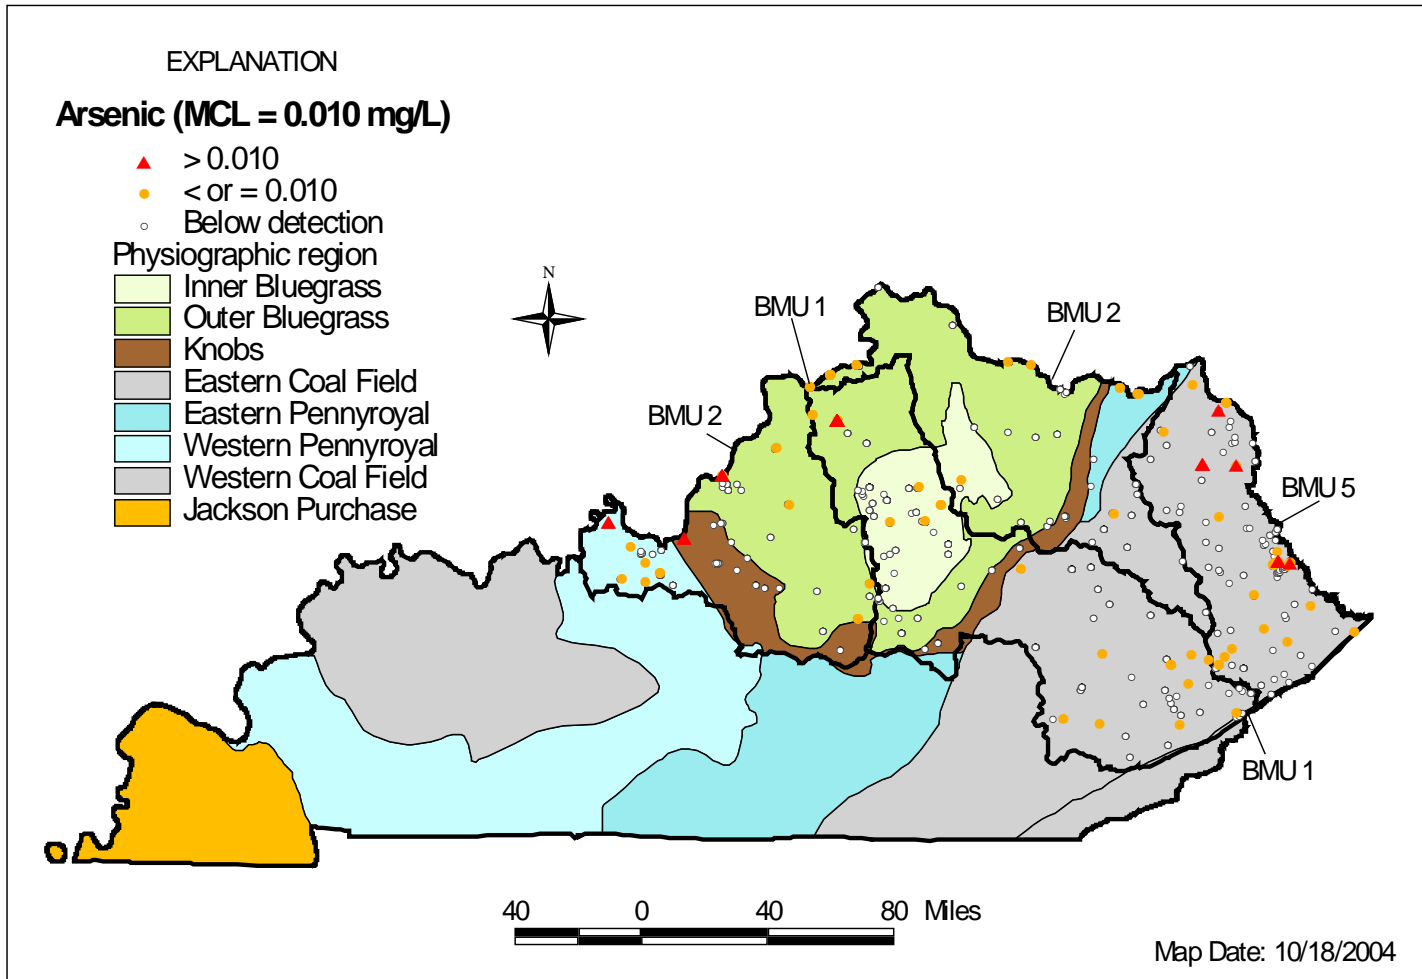 EXPLANATION
Arsenic (MCL = 0.010 mg/L)
> 0.010
< or = 0.010
Below detection
Physiographic region
Inner Bluegrass
Outer Bluegrass
Knobs
Eastern Coal Field
Eastern Pennyroyal
Western Pennyroyal
Western Coal Field
Jackson Purchase
N
BMU 1
BMU 2
BMU 2
BMU 5
BMU 1
40 0 40 80 Miles
Map Date: 10/18/2004